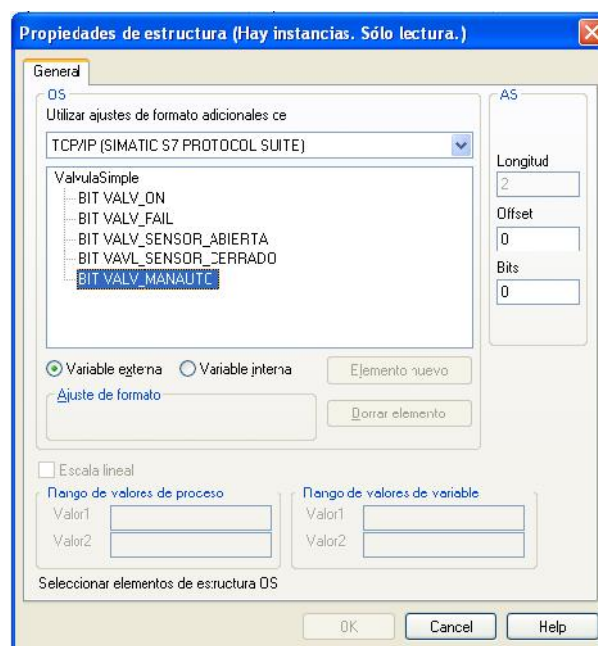 Propiedades de estructura (Hay instancias. Sólo lectura.)
General
OS
Utilizar ajustes de formato adicionales ce
TCP/IP (SIMATIC S7 PROTOCOL SUITE)
ValvulaSimple
BIT VALV_ON
BIT VALV_FAIL
BIT VALV_SENSOR_ABIERTA
BIT VAVL_SENSOR_CERRADO
BIT VALV_MANAUTO
Variable externa
Variable interna
Elemento nuevo
Ajuste de formato
Borrar elemento
AS
Longitud
2
Offset
0
Bits
0
Escala lineal
Rango de valores de proceso
Valor1
Valor2
Rango de valores de variable
Valor1
Valor2
Seleccionar elementos de estructura OS
OK
Cancel
Help